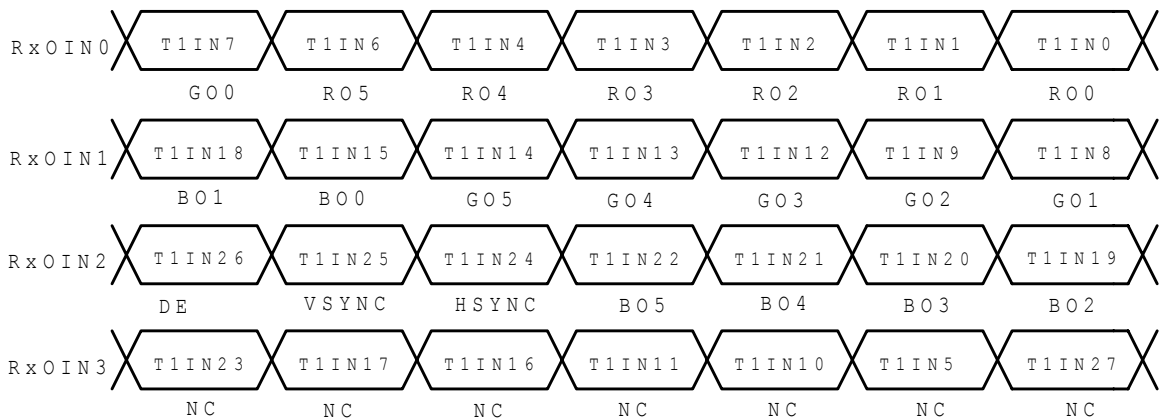 RxOIN0 T1IN7 T1IN6 T1IN4 T1IN3 T1IN2 T1IN1 T1IN0
GO0 RO5 RO4 RO3 RO2 RO1 RO0
RxOIN1 T1IN18 T1IN15 T1IN14 T1IN13 T1IN12 T1IN9 T1IN8
BO1 BO0 GO5 GO4 GO3 GO2 GO1
RxOIN2 T1IN26 T1IN25 T1IN24 T1IN22 T1IN21 T1IN20 T1IN19
DE VSYNC HSYNC BO5 BO4 BO3 BO2
RxOIN3 T1IN23 T1IN17 T1IN16 T1IN11 T1IN10 T1IN5 T1IN27
NC NC NC NC NC NC NC